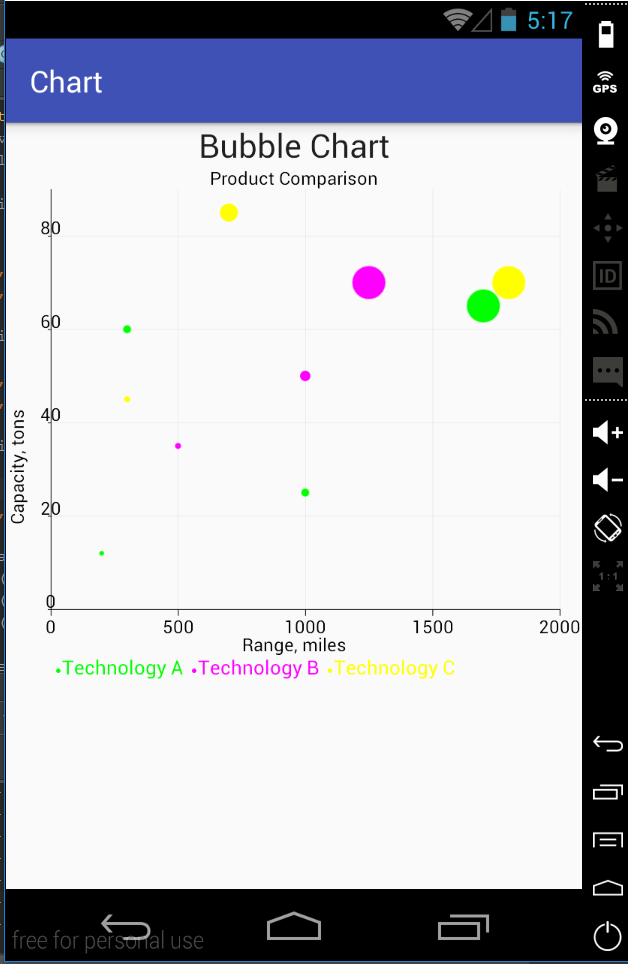 5:17
Chart
GPS
Bubble Chart
Product Comparison
80
60
40
20
0
Capacity, tons
0 500 1000 1500 2000
Range, miles
Technology A Technology B Technology C
ID
1:1
free for personal use